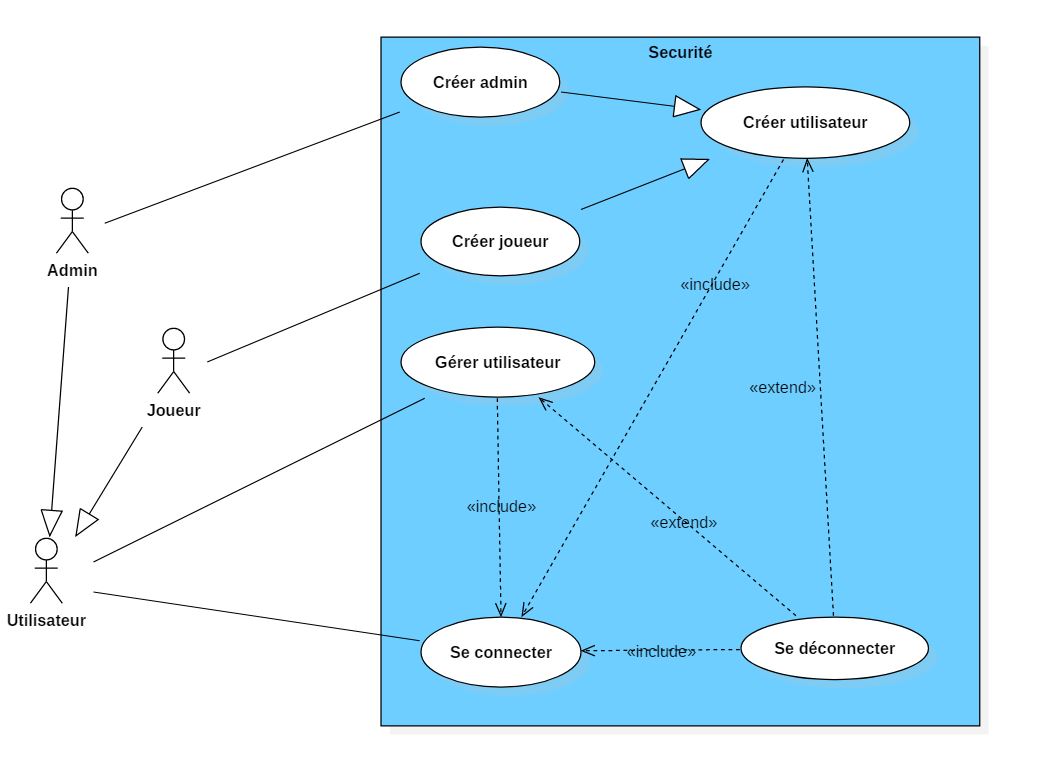 Securité
Créer admin
Créer utilisateur
Créer joueur
Admin
«include»
Gérer utilisateur
«extend»
Joueur
«include»
«extend»
Utilisateur
Se connecter
«include»
Se déconnecter